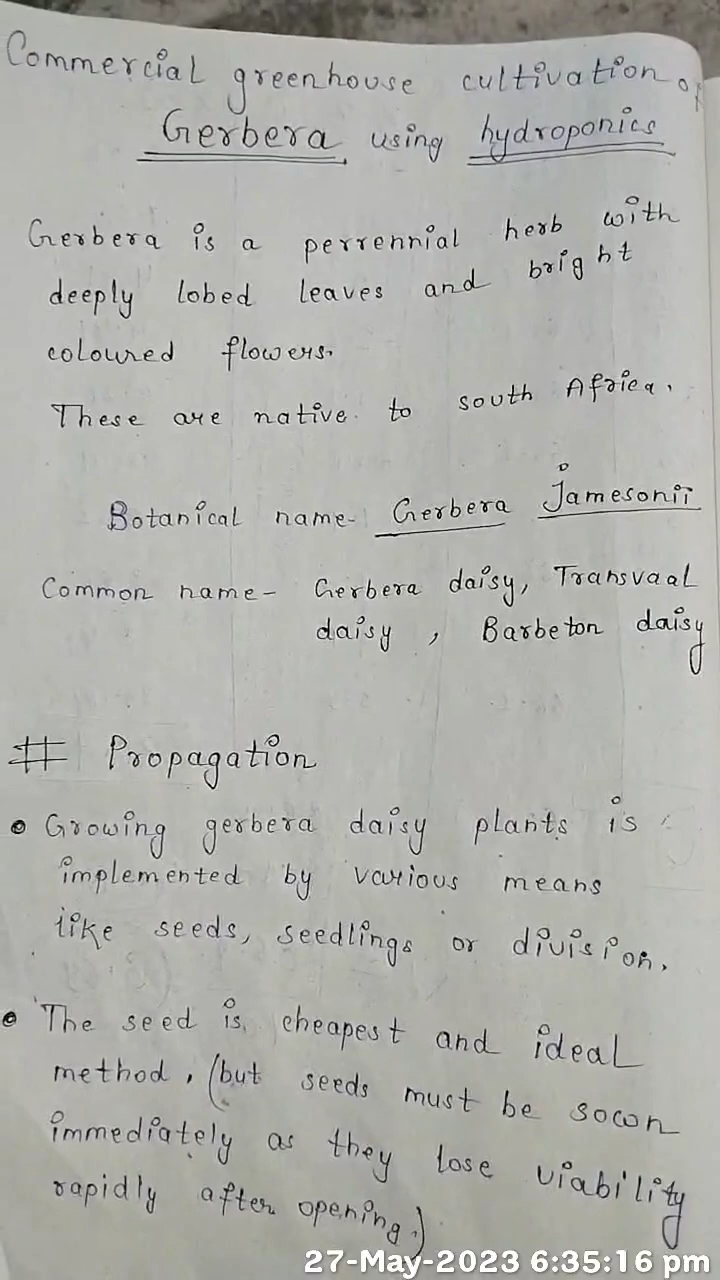 Commercial greenhouse cultivation of
Gerbera using hydroponics
Gerbera is a perrennial herb with
deeply lobed leaves and bright
coloured flowers.
These are native to south Africa.
Botanical name- Gerbera Jamesonii
Common name- Gerbera daisy, Transvaal
daisy, Barbeton daisy
# Propagation
• Growing gerbera daisy plants is
implemented by various means
like seeds, seedlings or division.
• The seed is cheapest and ideal
method, (but seeds must be sown
immediately as they lose viability
rapidly after opening.)
27-May-2023 6:35:16 pm